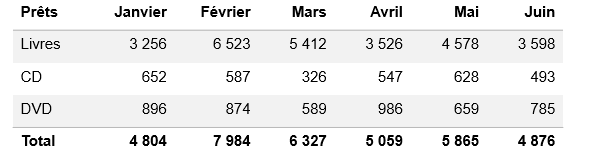 Prêts Janvier Février Mars Avril Mai Juin
Livres 3 256 6 523 5 412 3 526 4 578 3 598
CD 652 587 326 547 628 493
DVD 896 874 589 986 659 785
Total 4 804 7 984 6 327 5 059 5 865 4 876